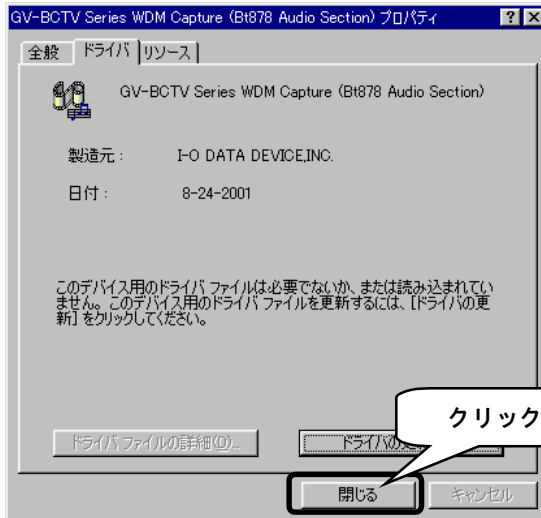 GV-BCTV Series WDM Capture (Bt878 Audio Section) プロパティ
全般 ドライバ リソース
GV-BCTV Series WDM Capture (Bt878 Audio Section)
製造元： I-O DATA DEVICE,INC.
日付： 8-24-2001
このデバイス用のドライバ ファイルは必要でないか、または読み込まれてい
ません。このデバイス用のドライバ ファイルを更新するには、[ドライバの更
新] をクリックしてください。
クリック
ドライバ ファイルの詳細(D)... ドライバの
閉じる キャンセル